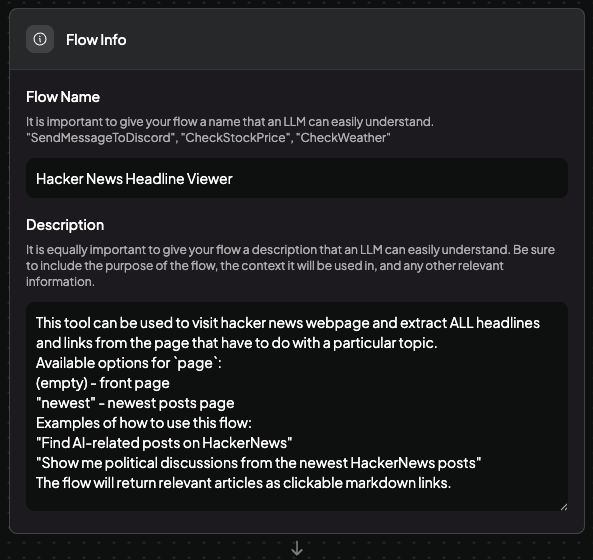 Flow Info
Flow Name
It is important to give your flow a name that an LLM can easily understand.
"SendMessageToDiscord", "CheckStockPrice", "CheckWeather"
Hacker News Headline Viewer
Description
It is equally important to give your flow a description that an LLM can easily understand. Be sure
to include the purpose of the flow, the context it will be used in, and any other relevant
information.
This tool can be used to visit hacker news webpage and extract ALL headlines
and links from the page that have to do with a particular topic.
Available options for `page`:
(empty) - front page
"newest" - newest posts page
Examples of how to use this flow:
"Find AI-related posts on HackerNews"
"Show me political discussions from the newest HackerNews posts"
The flow will return relevant articles as clickable markdown links.